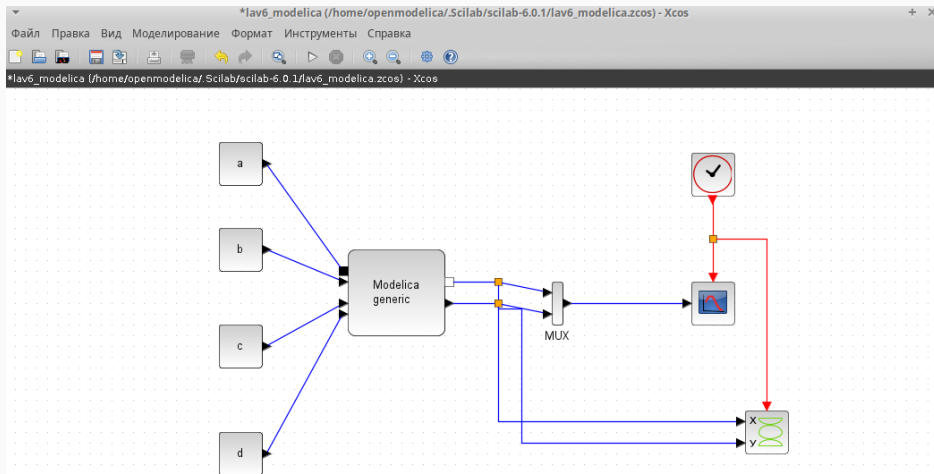 *lav6_modelica (/home/openmodelica/.Scilab/scilab-6.0.1/lav6_modelica.zcos) - Xcos
Файл Правка Вид Моделирование Формат Инструменты Справка
*lav6_modelica (/home/openmodelica/.Scilab/scilab-6.0.1/lav6_modelica.zcos) - Xcos
a
b
Modelica
generic
MUX
c
X
y
d